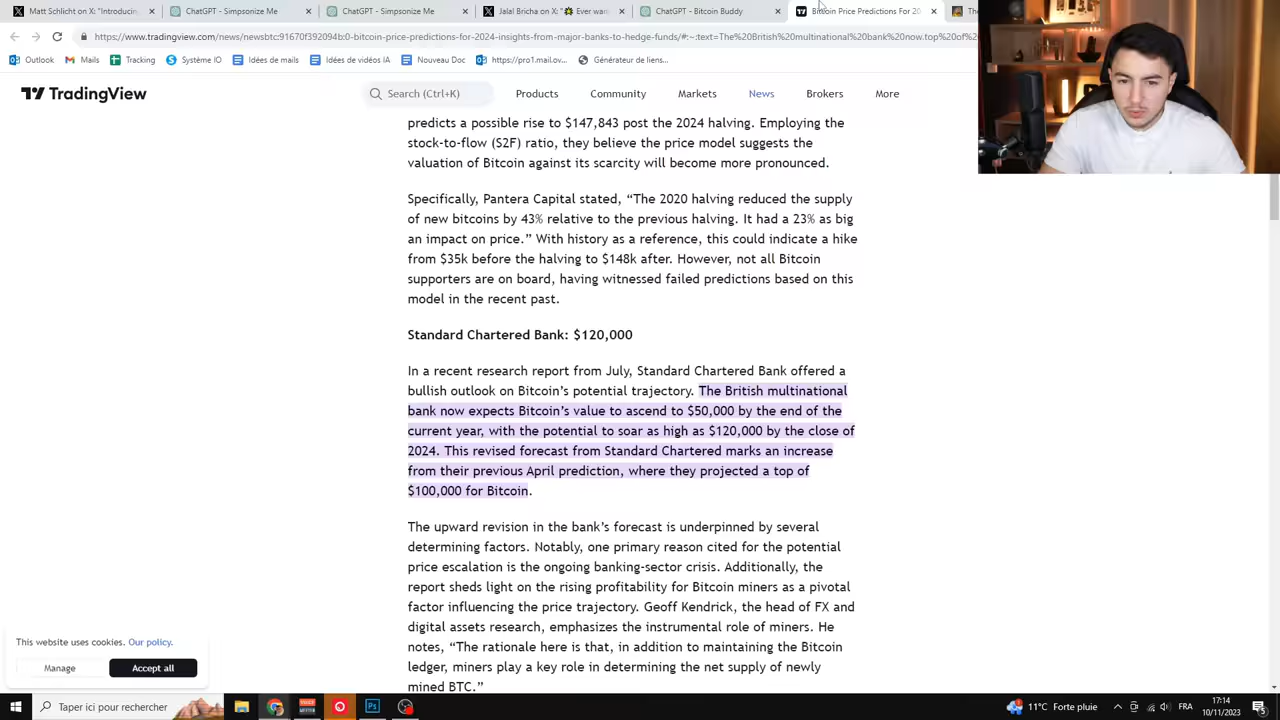 Matt Schlicht on X: "Introducing
ChatGPT - Simpsonize Me
ChatGPT - Simpsonize Me
Jalal Bricha on X: "Ever wan
ChatGPT - Bitcoin Buddy
Bitcoin Price Predictions For 20
The
https://www.tradingview.com/news/newsbtc:91670f392094b:0-bitcoin-price-predictions-for-2024-insights-from-major-banks-to-hedge-funds/#:~:text=The%20British%20multinational%20bank%20now.top%20of
Outlook
Mails
Tracking
Système IO
Idées de mails
Idées de vidéos IA
Nouveau Doc
https://pro1.mail.ov...
Générateur de liens...
TradingView
Search (Ctrl+K)
Products
Community
Markets
News
Brokers
More
predicts a possible rise to $147,843 post the 2024 halving. Employing the
stock-to-flow (S2F) ratio, they believe the price model suggests the
valuation of Bitcoin against its scarcity will become more pronounced.
Specifically, Pantera Capital stated, “The 2020 halving reduced the supply
of new bitcoins by 43% relative to the previous halving. It had a 23% as big
an impact on price.” With history as a reference, this could indicate a hike
from $35k before the halving to $148k after. However, not all Bitcoin
supporters are on board, having witnessed failed predictions based on this
model in the recent past.
Standard Chartered Bank: $120,000
In a recent research report from July, Standard Chartered Bank offered a
bullish outlook on Bitcoin’s potential trajectory. The British multinational
bank now expects Bitcoin’s value to ascend to $50,000 by the end of the
current year, with the potential to soar as high as $120,000 by the close of
2024. This revised forecast from Standard Chartered marks an increase
from their previous April prediction, where they projected a top of
$100,000 for Bitcoin.
The upward revision in the bank’s forecast is underpinned by several
determining factors. Notably, one primary reason cited for the potential
price escalation is the ongoing banking-sector crisis. Additionally, the
report sheds light on the rising profitability for Bitcoin miners as a pivotal
factor influencing the price trajectory. Geoff Kendrick, the head of FX and
digital assets research, emphasizes the instrumental role of miners. He
notes, “The rationale here is that, in addition to maintaining the Bitcoin
ledger, miners play a key role in determining the net supply of newly
mined BTC.”
This website uses cookies. Our policy.
Manage
Accept all
Taper ici pour rechercher
Ps
11°C Forte pluie
FRA
17:14
10/11/2023
5